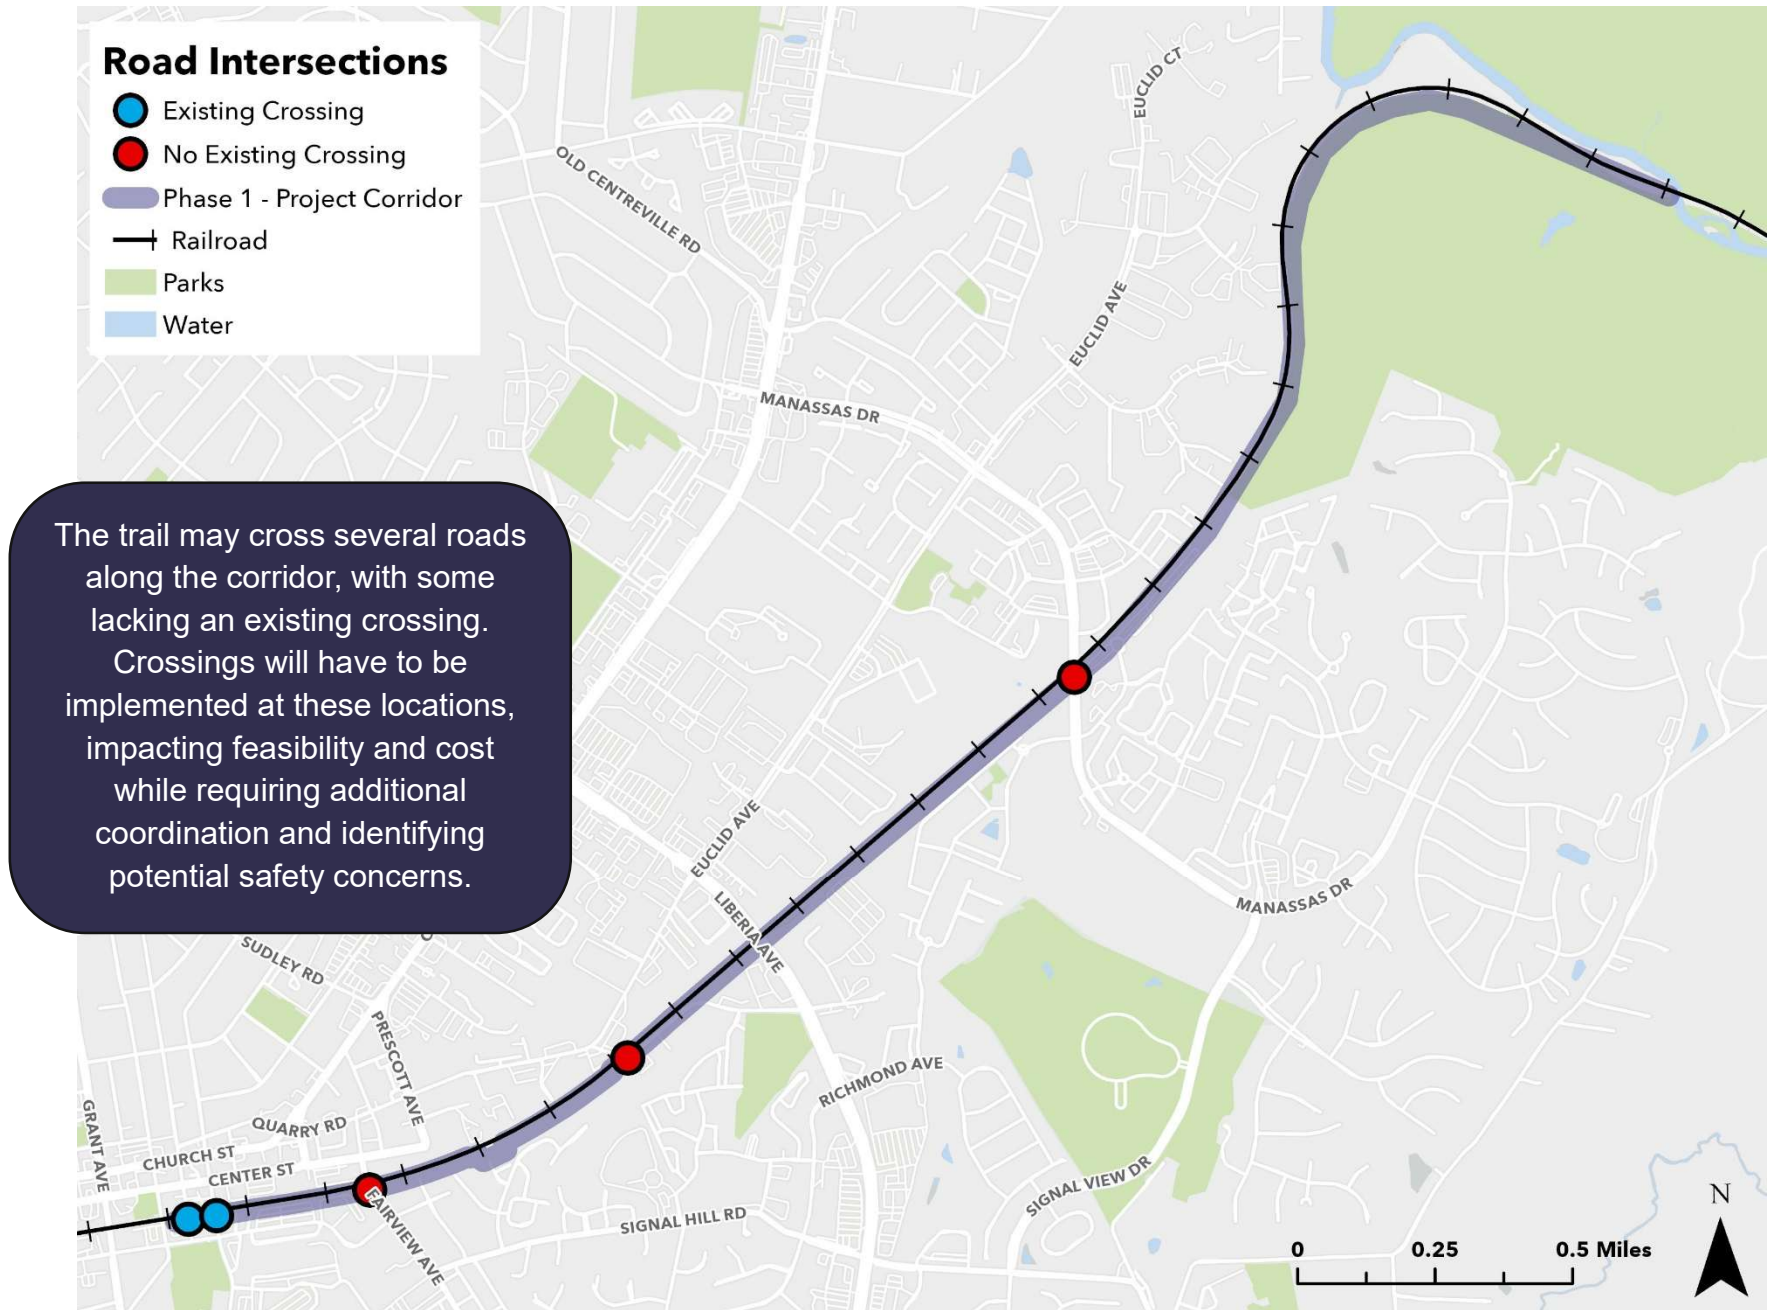 Road Intersections
Existing Crossing
No Existing Crossing
Phase 1 - Project Corridor
Railroad
Parks
Water
EUCLID CT
OLD CENTREVILLE RD
EUCLID AVE
MANASSAS DR
The trail may cross several roads
along the corridor, with some
lacking an existing crossing.
Crossings will have to be
implemented at these locations,
impacting feasibility and cost
while requiring additional
coordination and identifying
potential safety concerns.
EUCLID AVE
LIBERIA AVE
MANASSAS DR
SUDLEY RD
PRESCOTT AVE
RICHMOND AVE
GRANT AVE
QUARRY RD
CHURCH ST
CENTER ST
FAIRVIEW AVE
SIGNAL HILL RD
SIGNAL VIEW DR
N
0 0.25 0.5 Miles